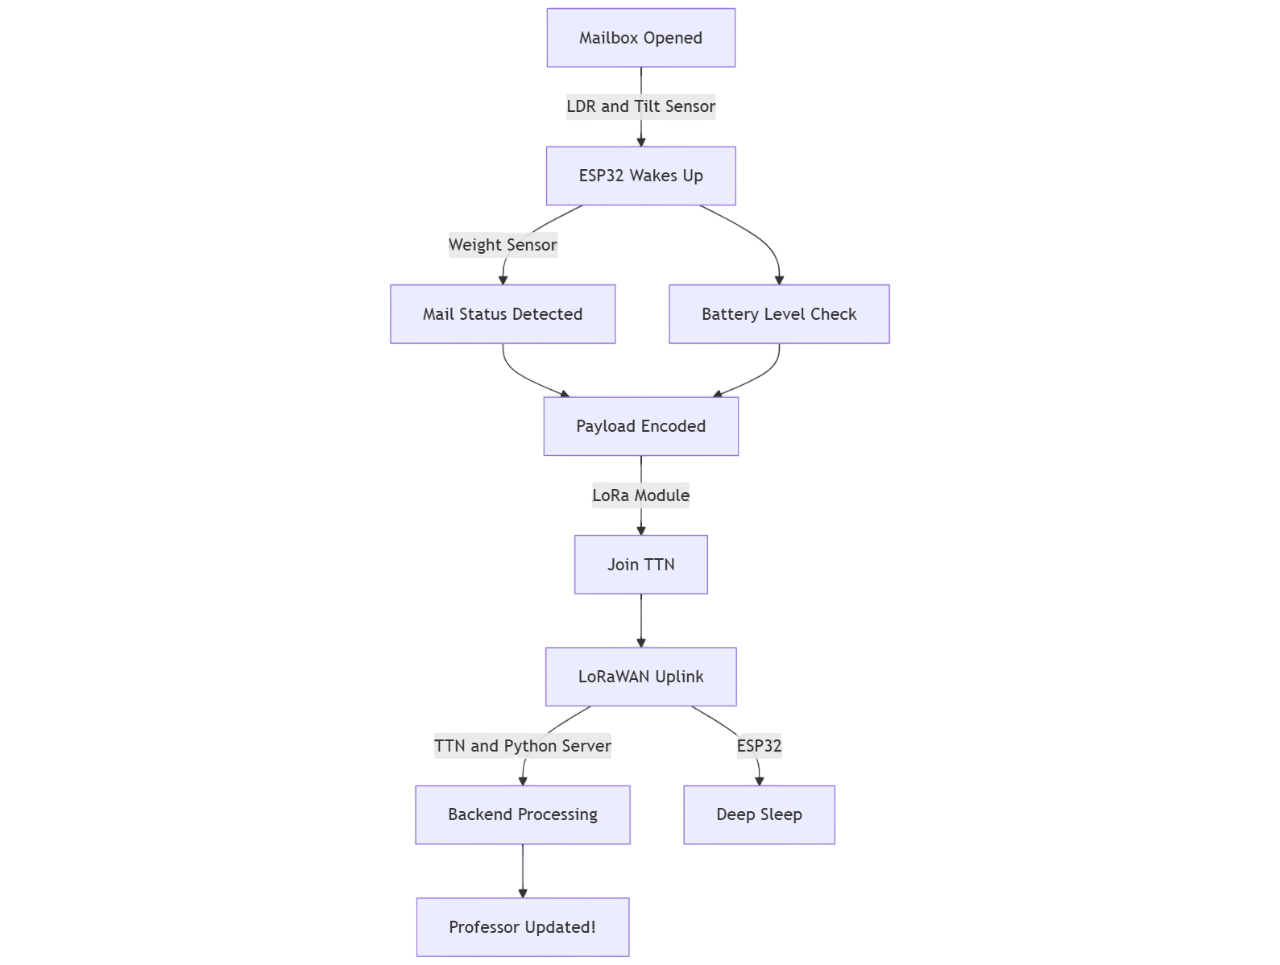 Mailbox Opened
LDR and Tilt Sensor
ESP32 Wakes Up
Weight Sensor
Mail Status Detected
Battery Level Check
Payload Encoded
LoRa Module
Join TTN
LoRaWAN Uplink
TTN and Python Server
ESP32
Backend Processing
Deep Sleep
Professor Updated!